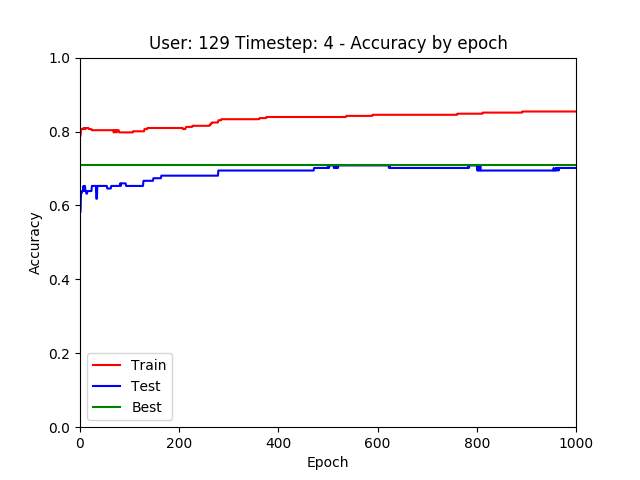 User: 129 Timestep: 4 - Accuracy by epoch
1.0
0.8
0.6
0.4
0.2
0.0
Accuracy
Train
Test
Best
0 200 400 600 800 1000
Epoch